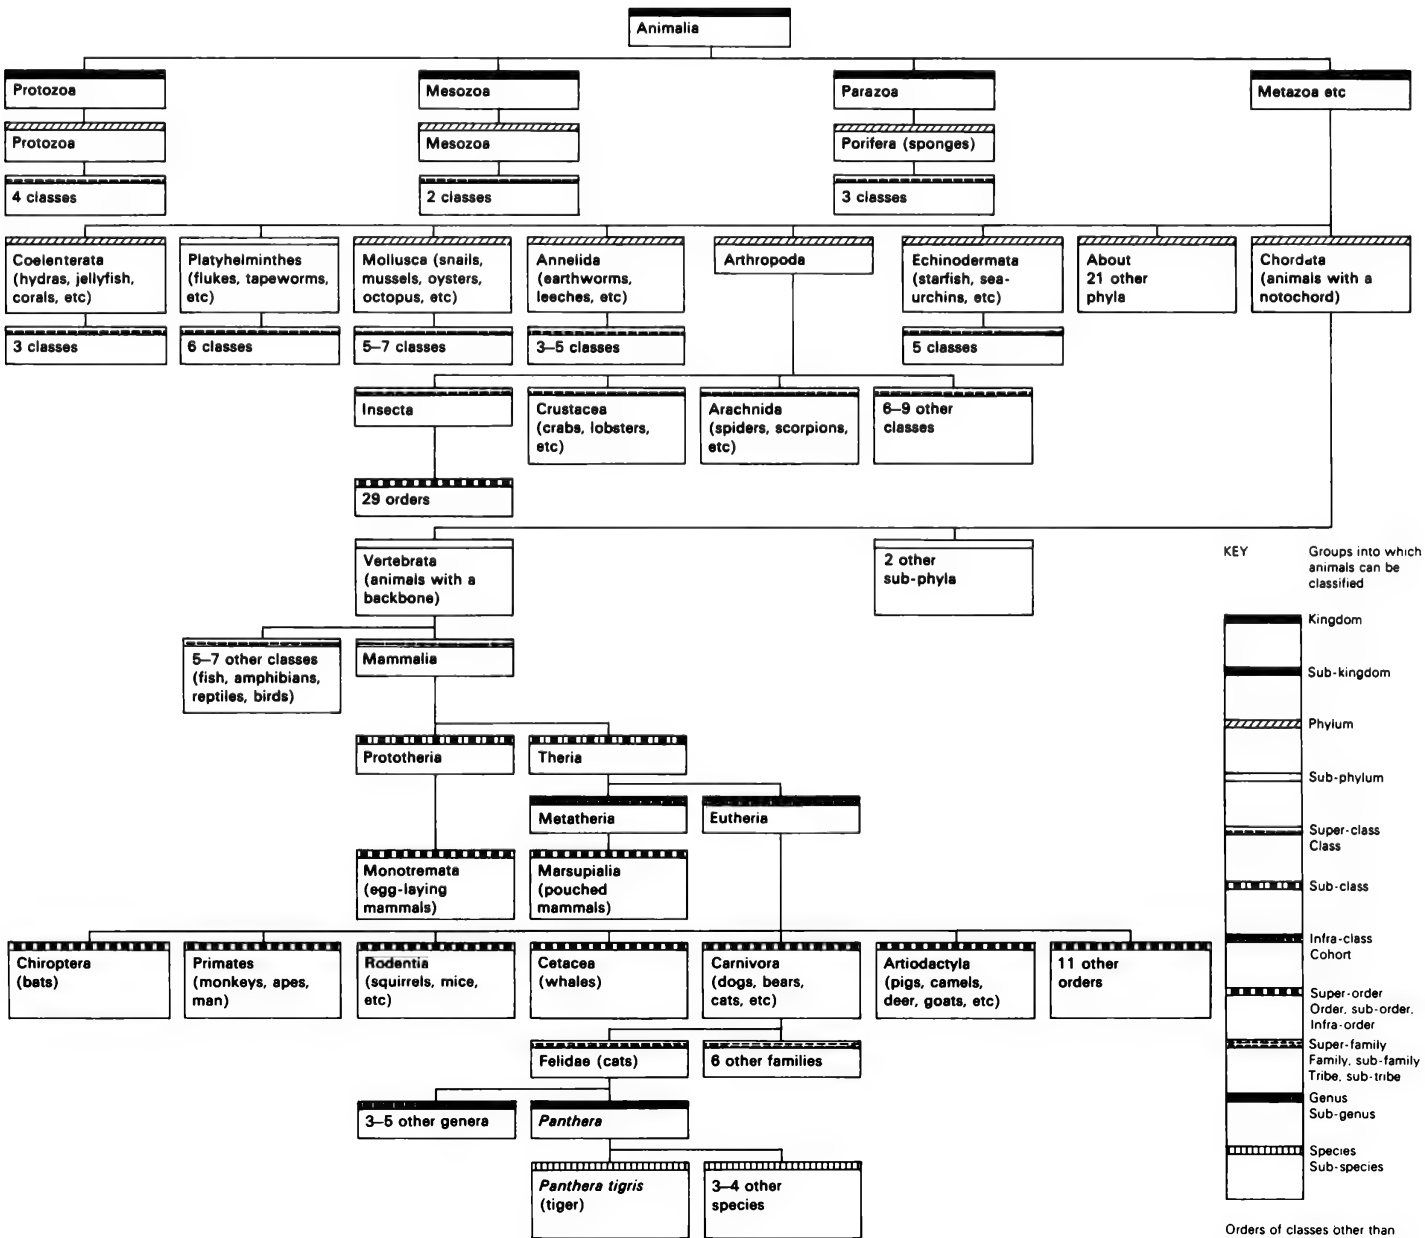 Animalia
Protozoa
Mesozoa
Parazoa
Metazoa etc
Protozoa
Mesozoa
Porifera (sponges)
4 classes
2 classes
3 classes
Coelenterata
(hydras, jellyfish,
corals, etc)
Platyhelminthes
(flukes, tapeworms,
etc)
Mollusca (snails,
mussels, oysters,
octopus, etc)
Annelida
(earthworms,
leeches, etc)
Arthropoda
Echinodermata
(starfish, sea-
urchins, etc)
About
21 other
phyla
Chordata
(animals with a
notochord)
3 classes
6 classes
5–7 classes
3–5 classes
5 classes
Insecta
Crustacea
(crabs, lobsters,
etc)
Arachnida
(spiders, scorpions,
etc)
6–9 other
classes
29 orders
Vertebrata
(animals with a
backbone)
2 other
sub-phyla
5–7 other classes
(fish, amphibians,
reptiles, birds)
Mammalia
Prototheria
Theria
Metatheria
Eutheria
Monotremata
(egg-laying
mammals)
Marsupialia
(pouched
mammals)
Chiroptera
(bats)
Primates
(monkeys, apes,
man)
Rodentia
(squirrels, mice,
etc)
Cetacea
(whales)
Carnivora
(dogs, bears,
cats, etc)
Artiodactyla
(pigs, camels,
deer, goats, etc)
11 other
orders
Felidae (cats)
6 other families
3–5 other genera
Panthera
Panthera tigris
(tiger)
3–4 other
species
KEY
Groups into which
animals can be
classified
Kingdom
Sub-kingdom
Phylum
Sub-phylum
Super-class
Class
Sub-class
Infra-class
Cohort
Super-order
Order, sub-order,
Infra-order
Super-family
Family, sub-family
Tribe, sub-tribe
Genus
Sub-genus
Species
Sub-species
Orders of classes other than